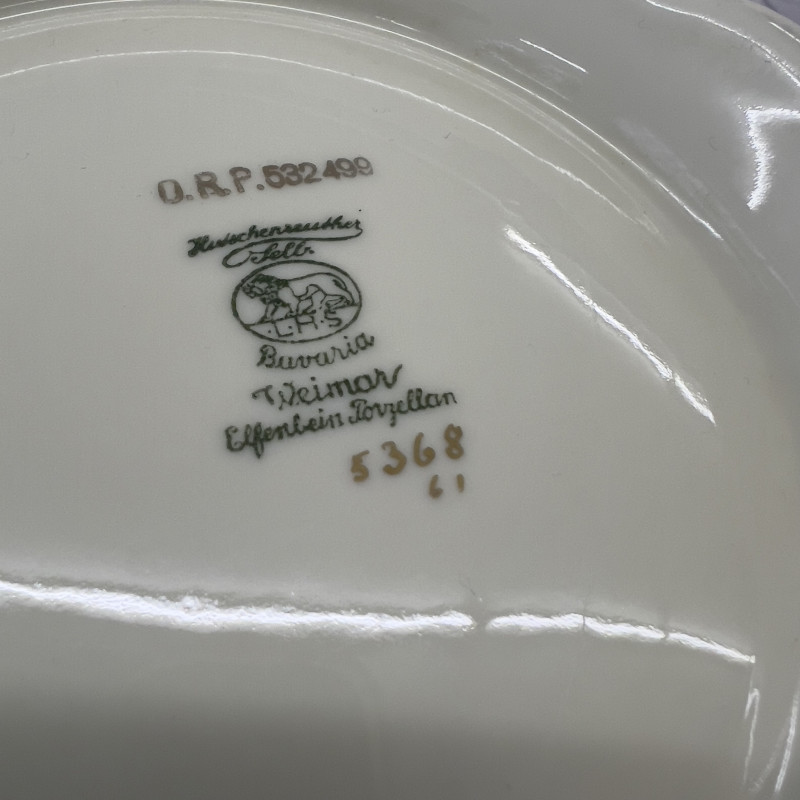 D.R.P.532499
Hutschenreuther
Selb.
L.H.S
Bavaria
Weimar
Elfenbein Porzellan
5368
61